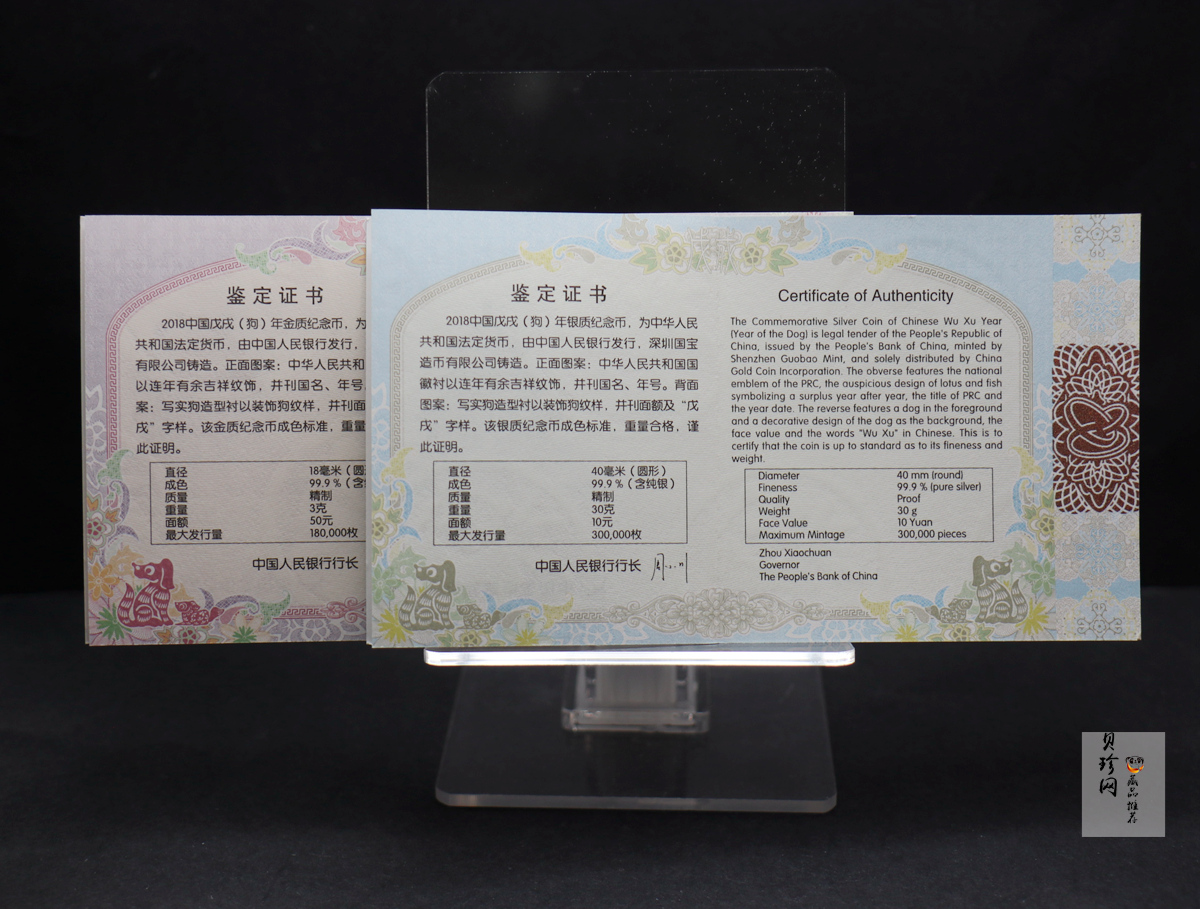 鉴定证书
2018中国戊戌（狗）年金质纪念币，为
共和国法定货币，由中国人民银行发行，
有限公司铸造。正面图案：中华人民共和
以连年有余吉祥纹饰，并刊国名、年号
案：写实狗造型衬以装饰狗纹样，并刊面
戌”字样。该金质纪念币成色标准，重量
此证明。
直径 18毫米（圆形
成色 99.9％（含
质量 精制
重量 3克
面额 50元
最大发行量 180,000枚
中国人民银行行长
鉴定证书
2018中国戊戌（狗）年银质纪念币，为中华人民
共和国法定货币，由中国人民银行发行，深圳国宝
造币有限公司铸造。正面图案：中华人民共和国国
徽衬以连年有余吉祥纹饰，并刊国名、年号。背面
图案：写实狗造型衬以装饰狗纹样，并刊面额及“戊
戌”字样。该银质纪念币成色标准，重量合格，谨
此证明。
直径 40毫米（圆形）
成色 99.9％（含纯银）
质量 精制
重量 30克
面额 10元
最大发行量 300,000枚
中国人民银行行长
Certificate of Authenticity
The Commemorative Silver Coin of Chinese Wu Xu Year
(Year of the Dog) is legal tender of the People's Republic of
China, issued by the People's Bank of China, minted by
Shenzhen Guobao Mint, and solely distributed by China
Gold Coin Incorporation. The obverse features the national
emblem of the PRC, the auspicious design of lotus and fish
symbolizing a surplus year after year, the title of PRC and
the year date. The reverse features a dog in the foreground
and a decorative design of the dog as the background, the
face value and the words "Wu Xu" in Chinese. This is to
certify that the coin is up to standard as to its fineness and
weight.
Diameter 40 mm (round)
Fineness 99.9 % (pure silver)
Quality Proof
Weight 30 g
Face Value 10 Yuan
Maximum Mintage 300,000 pieces
Zhou Xiaochuan
Governor
The People's Bank of China
贝珍网
藏品推荐